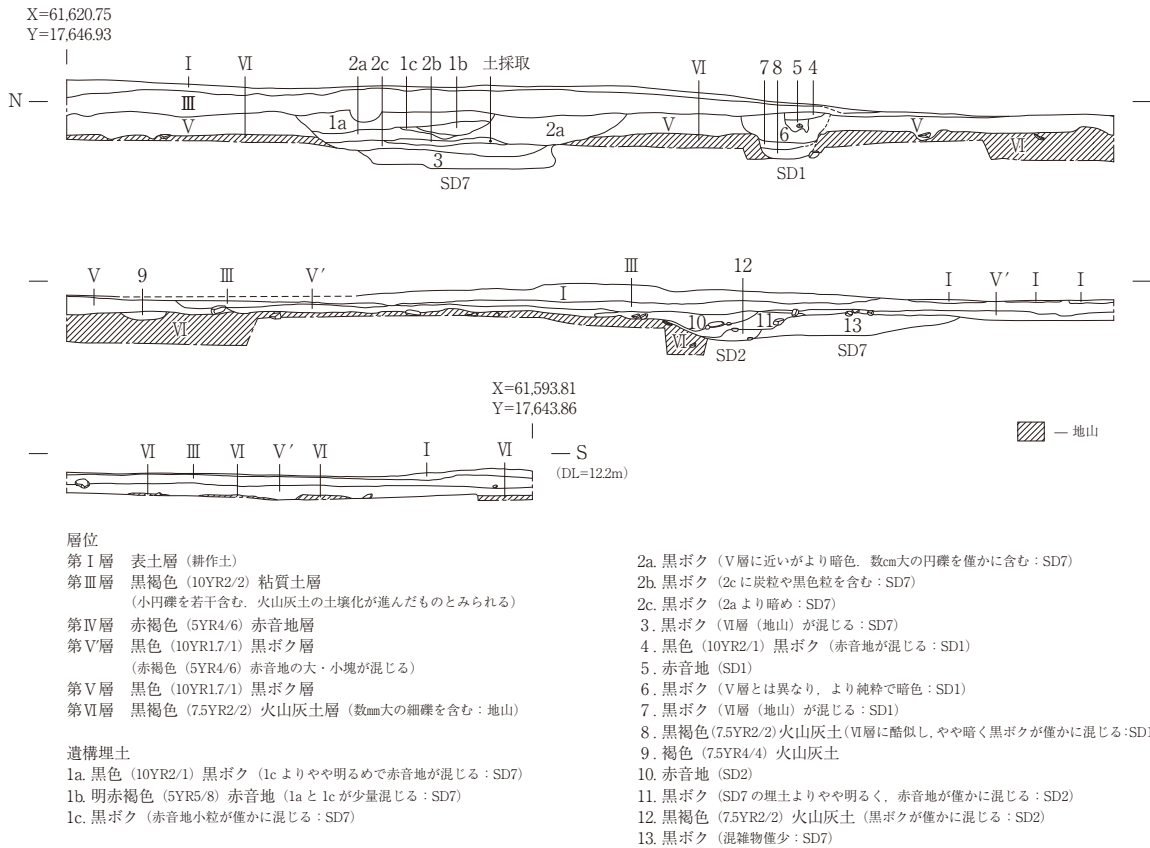 X=61,620.75
Y=17,646.93
Ⅰ Ⅵ 2a 2c 1c 2b 1b 土採取 Ⅵ 7 8 5 4
N
Ⅲ
Ⅴ 1a 2a Ⅴ 6 Ⅴ
3 Ⅵ
SD7 SD1
Ⅴ 9 Ⅲ Ⅴ′ Ⅲ 12 Ⅰ Ⅴ′ Ⅰ Ⅰ
Ⅰ
Ⅵ 10 11 13
Ⅵ SD2 SD7
X=61,593.81
Y=17,643.86
Ⅵ Ⅲ Ⅵ Ⅴ′ Ⅵ Ⅰ Ⅵ S
(DL=12.2m)
地山
層位
第Ⅰ層 表土層（耕作土）
第Ⅲ層 黒褐色（10YR2/2）粘質土層
（小円礫を若干含む．火山灰土の土壌化が進んだものとみられる）
第Ⅳ層 赤褐色（5YR4/6）赤音地層
第Ⅴ′層 黒色（10YR1.7/1）黒ボク層
（赤褐色（5YR4/6）赤音地の大・小塊が混じる）
第Ⅴ層 黒色（10YR1.7/1）黒ボク層
第Ⅵ層 黒褐色（7.5YR2/2）火山灰土層（数㎜大の細礫を含む：地山）
遺構埋土
1a. 黒色（10YR2/1）黒ボク（1cよりやや明るめで赤音地が混じる：SD7）
1b. 明赤褐色（5YR5/8）赤音地（1aと1cが少量混じる：SD7）
1c. 黒ボク（赤音地小粒が僅かに混じる：SD7）
2a. 黒ボク（Ⅴ層に近いがより暗色．数㎝大の円礫を僅かに含む：SD7）
2b. 黒ボク（2cに炭粒や黒色粒を含む：SD7）
2c. 黒ボク（2aより暗め：SD7）
3. 黒ボク（Ⅵ層（地山）が混じる：SD7）
4. 黒色（10YR2/1）黒ボク（赤音地が混じる：SD1）
5. 赤音地（SD1）
6. 黒ボク（Ⅴ層とは異なり，より純粋で暗色：SD1）
7. 黒ボク（Ⅵ層（地山）が混じる：SD1）
8. 黒褐色（7.5YR2/2）火山灰土（Ⅵ層に酷似し，やや暗く黒ボクが僅かに混じる：SD1
9. 褐色（7.5YR4/4）火山灰土
10. 赤音地（SD2）
11. 黒ボク（SD7の埋土よりやや明るく，赤音地が僅かに混じる：SD2）
12. 黒褐色（7.5YR2/2）火山灰土（黒ボクが僅かに混じる：SD2）
13. 黒ボク（混雑物僅少：SD7）